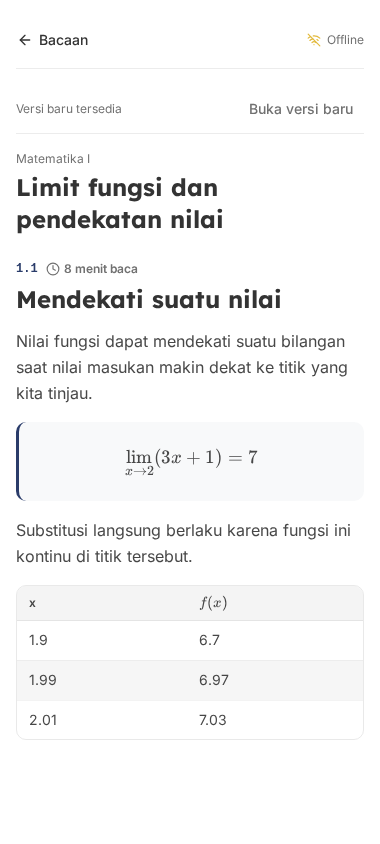 Bacaan
Offline
Versi baru tersedia
Buka versi baru
Matematika I
Limit fungsi dan
pendekatan nilai
1.1 8 menit baca
Mendekati suatu nilai
Nilai fungsi dapat mendekati suatu bilangan
saat nilai masukan makin dekat ke titik yang
kita tinjau.
lim(3x + 1) = 7
x→2
Substitusi langsung berlaku karena fungsi ini
kontinu di titik tersebut.
x f(x)
1.9 6.7
1.99 6.97
2.01 7.03